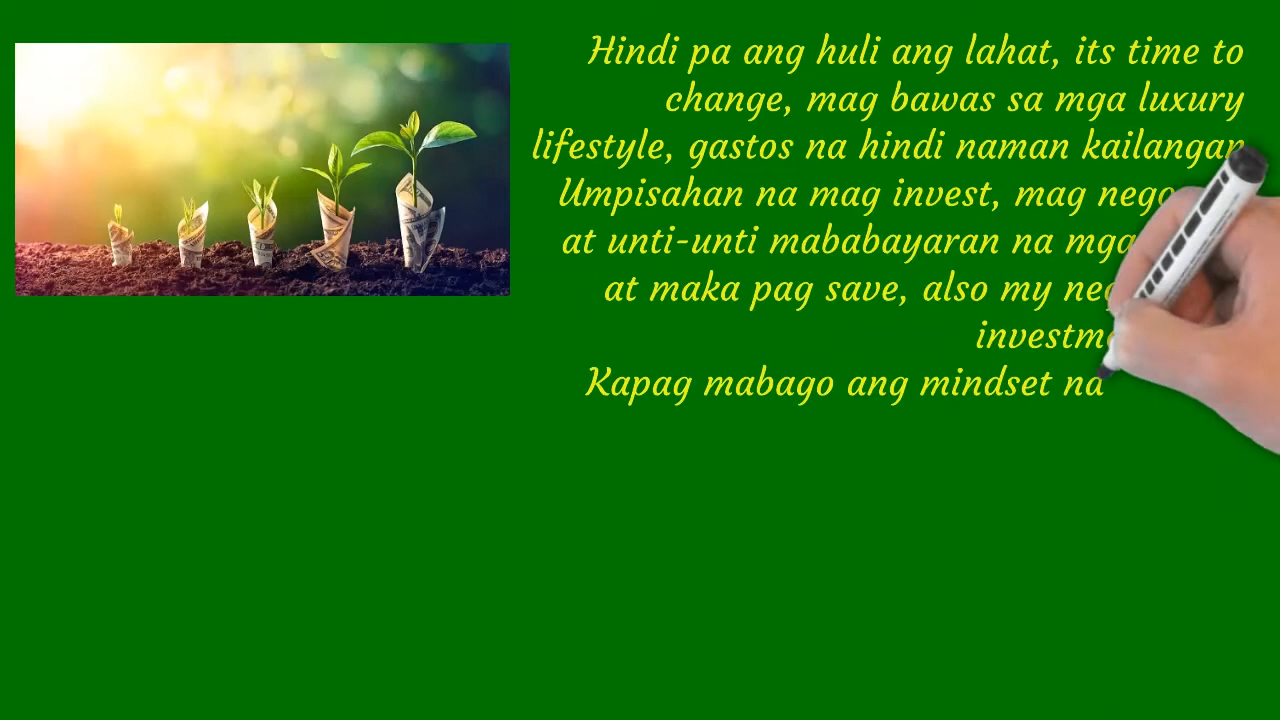 Hindi pa ang huli ang lahat, its time to
change, mag bawas sa mga luxury
lifestyle, gastos na hindi naman kailangan
Umpisahan na mag invest, mag
at unti-unti mababayaran na mga
at maka pag save, also my
Kapag mabago ang mindset na